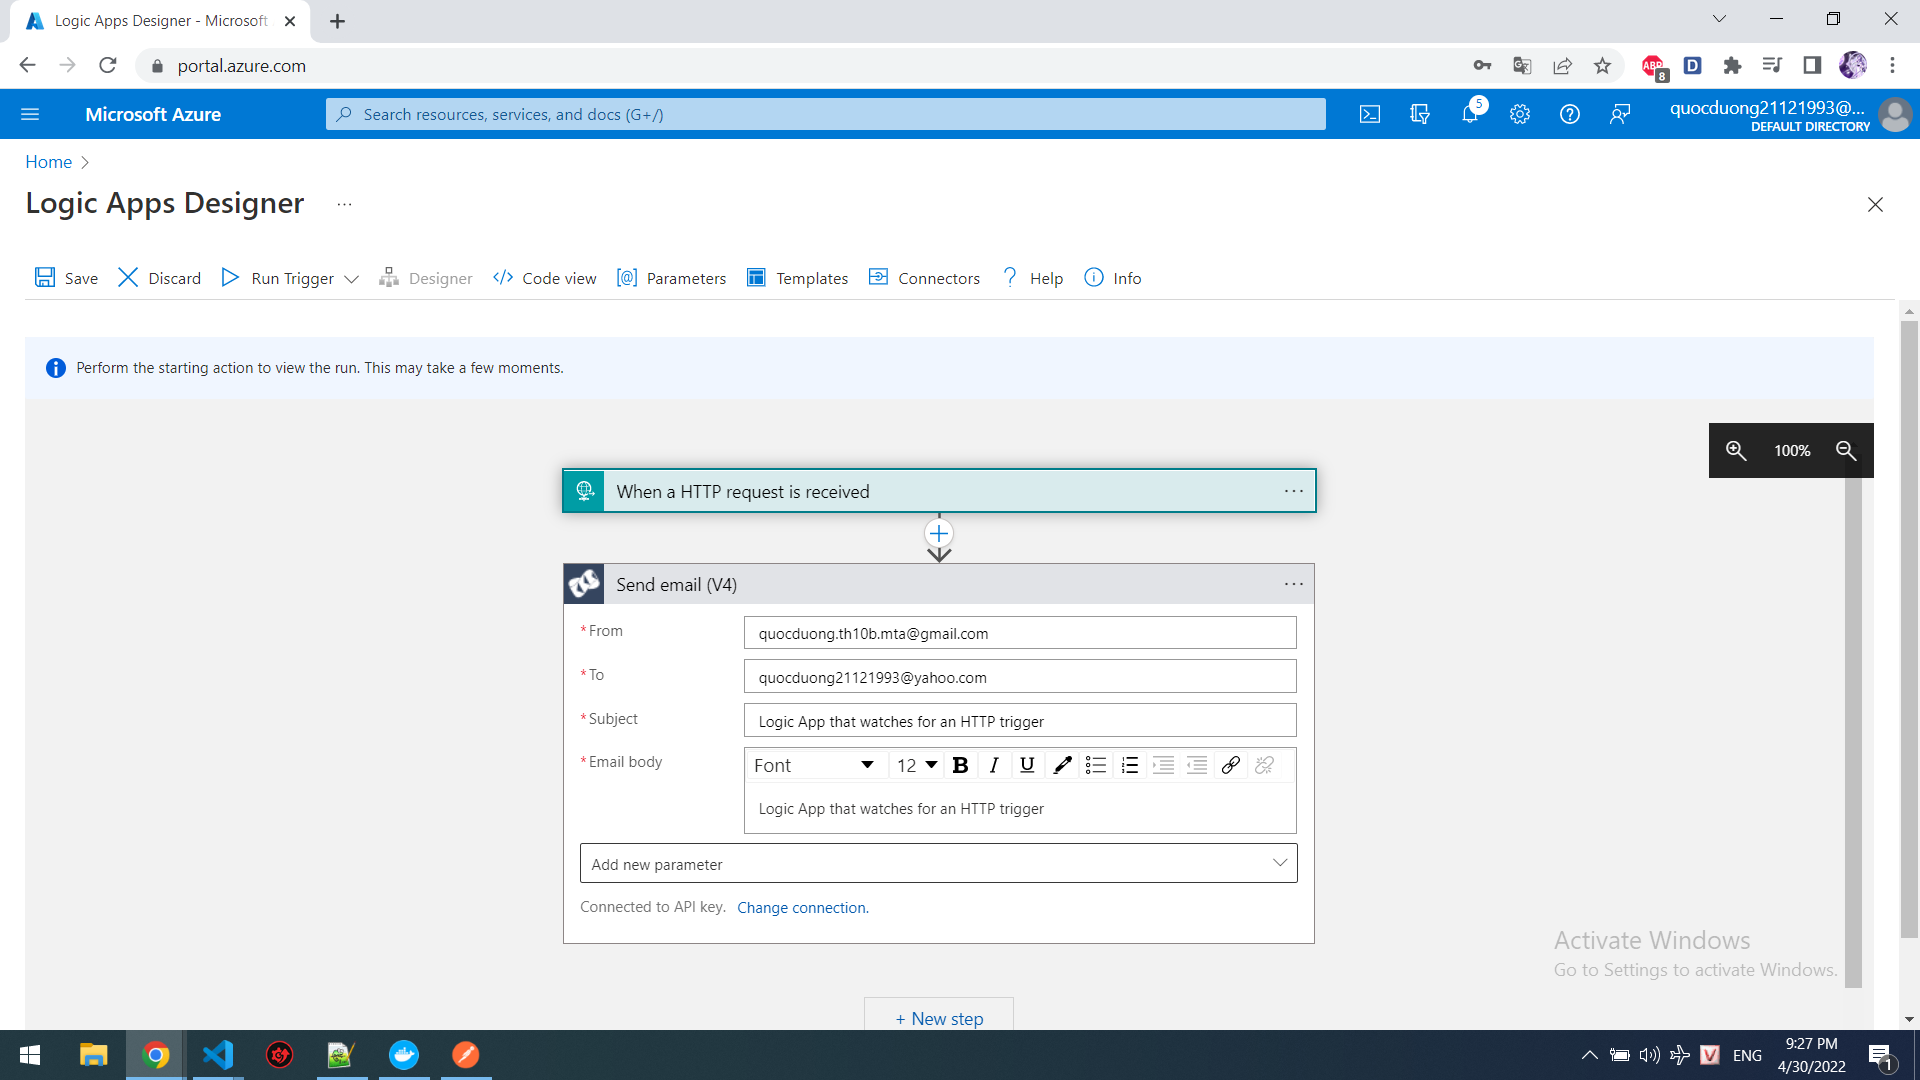 Logic Apps Designer - Microsoft
portal.azure.com
ABP
8
D
Microsoft Azure
Search resources, services, and docs (G+/)
5
quocduong21121993@...
DEFAULT DIRECTORY
Home
Logic Apps Designer
...
Save
Discard
Run Trigger
Designer
Code view
Parameters
Templates
Connectors
Help
Info
Perform the starting action to view the run. This may take a few moments.
100%
When a HTTP request is received
...
Send email (V4)
...
* From
quocduong.th10b.mta@gmail.com
* To
quocduong21121993@yahoo.com
* Subject
Logic App that watches for an HTTP trigger
* Email body
Font
12
B I U
Logic App that watches for an HTTP trigger
Add new parameter
Connected to API key. Change connection.
+ New step
Activate Windows
Go to Settings to activate Windows.
V
ENG
9:27 PM
4/30/2022
1